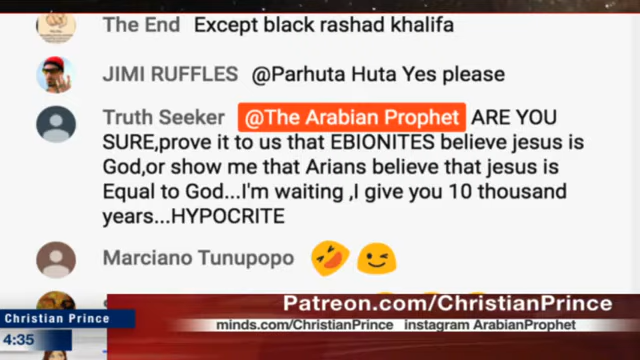 The End Except black rashad khalifa
JIMI RUFFLES @Parhuta Huta Yes please
Truth Seeker @The Arabian Prophet ARE YOU
SURE,prove it to us that EBIONITES believe jesus is
God,or show me that Arians believe that jesus is
Equal to God...I'm waiting ,I give you 10 thousand
years...HYPOCRITE
Marciano Tunupopo
Patreon.com/ChristianPrince
Christian Prince
minds.com/ChristianPrince instagram ArabianProphet
4:35